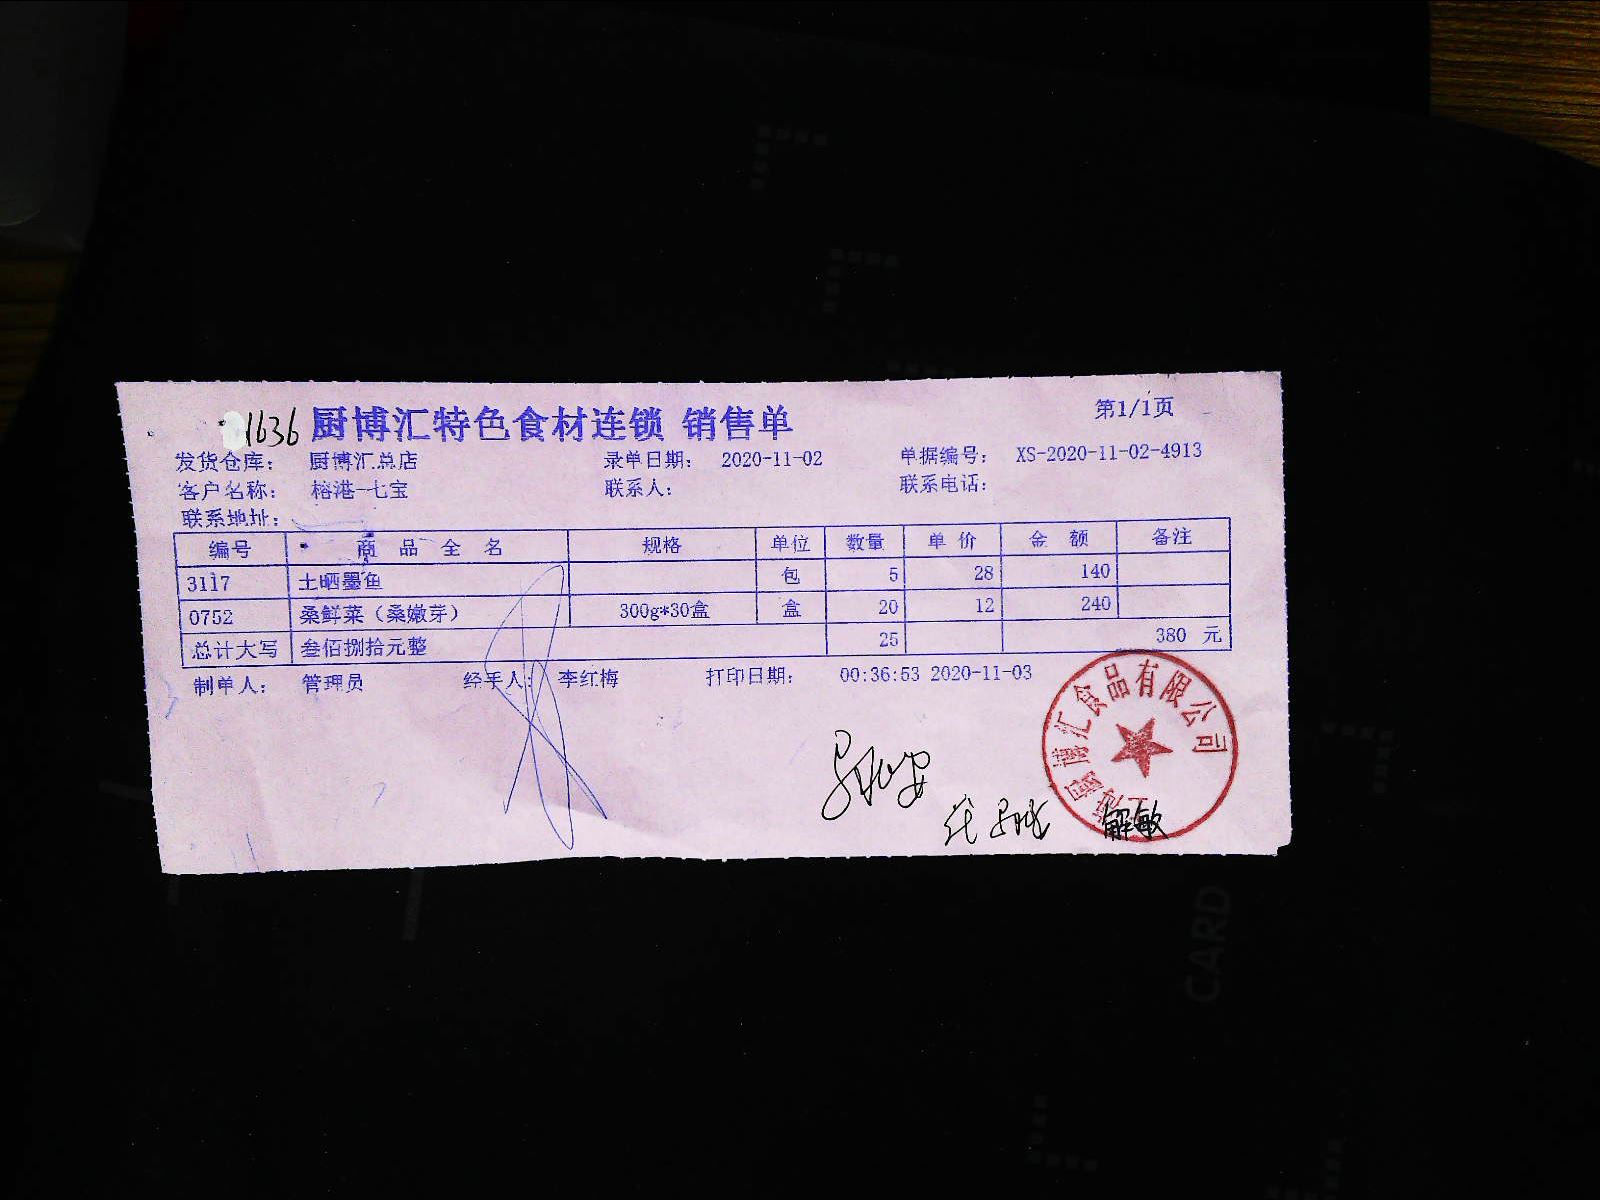 1636 厨博汇特色食材连锁 销售单 第1/1页
发货仓库： 厨博汇总店 录单日期： 2020-11-02 单据编号： XS-2020-11-02-4913
客户名称： 榕港-七宝 联系人： 联系电话：
联系地址：
编号 商品全名 规格 单位 数量 单价 金额 备注
3117 土晒墨鱼 包 5 28 140
0752 桑鲜菜（桑嫩芽） 300g*30盒 盒 20 12 240
总计大写 叁佰捌拾元整 25 380 元
制单人： 管理员 经手人： 李红梅 打印日期： 00:36:53 2020-11-03
上海厨博汇食品有限公司
解敏
CARD